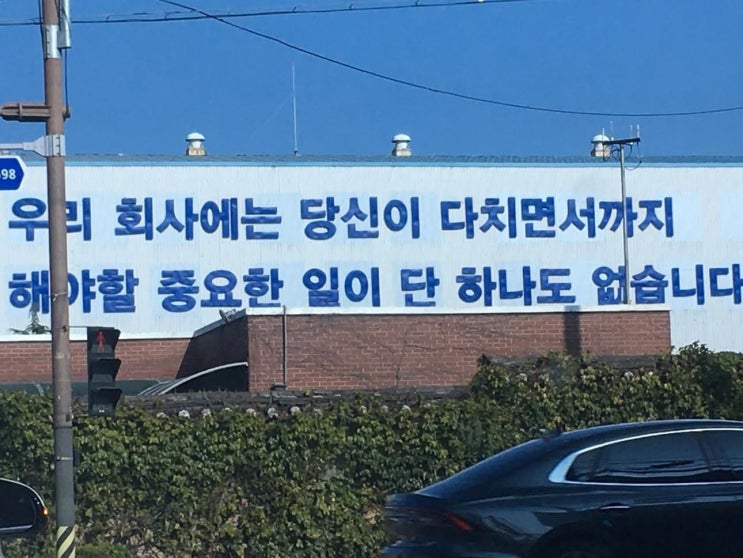 우리 회사에는 당신이 다치면서까지
해야할 중요한 일이 단 하나도 없습니다
98